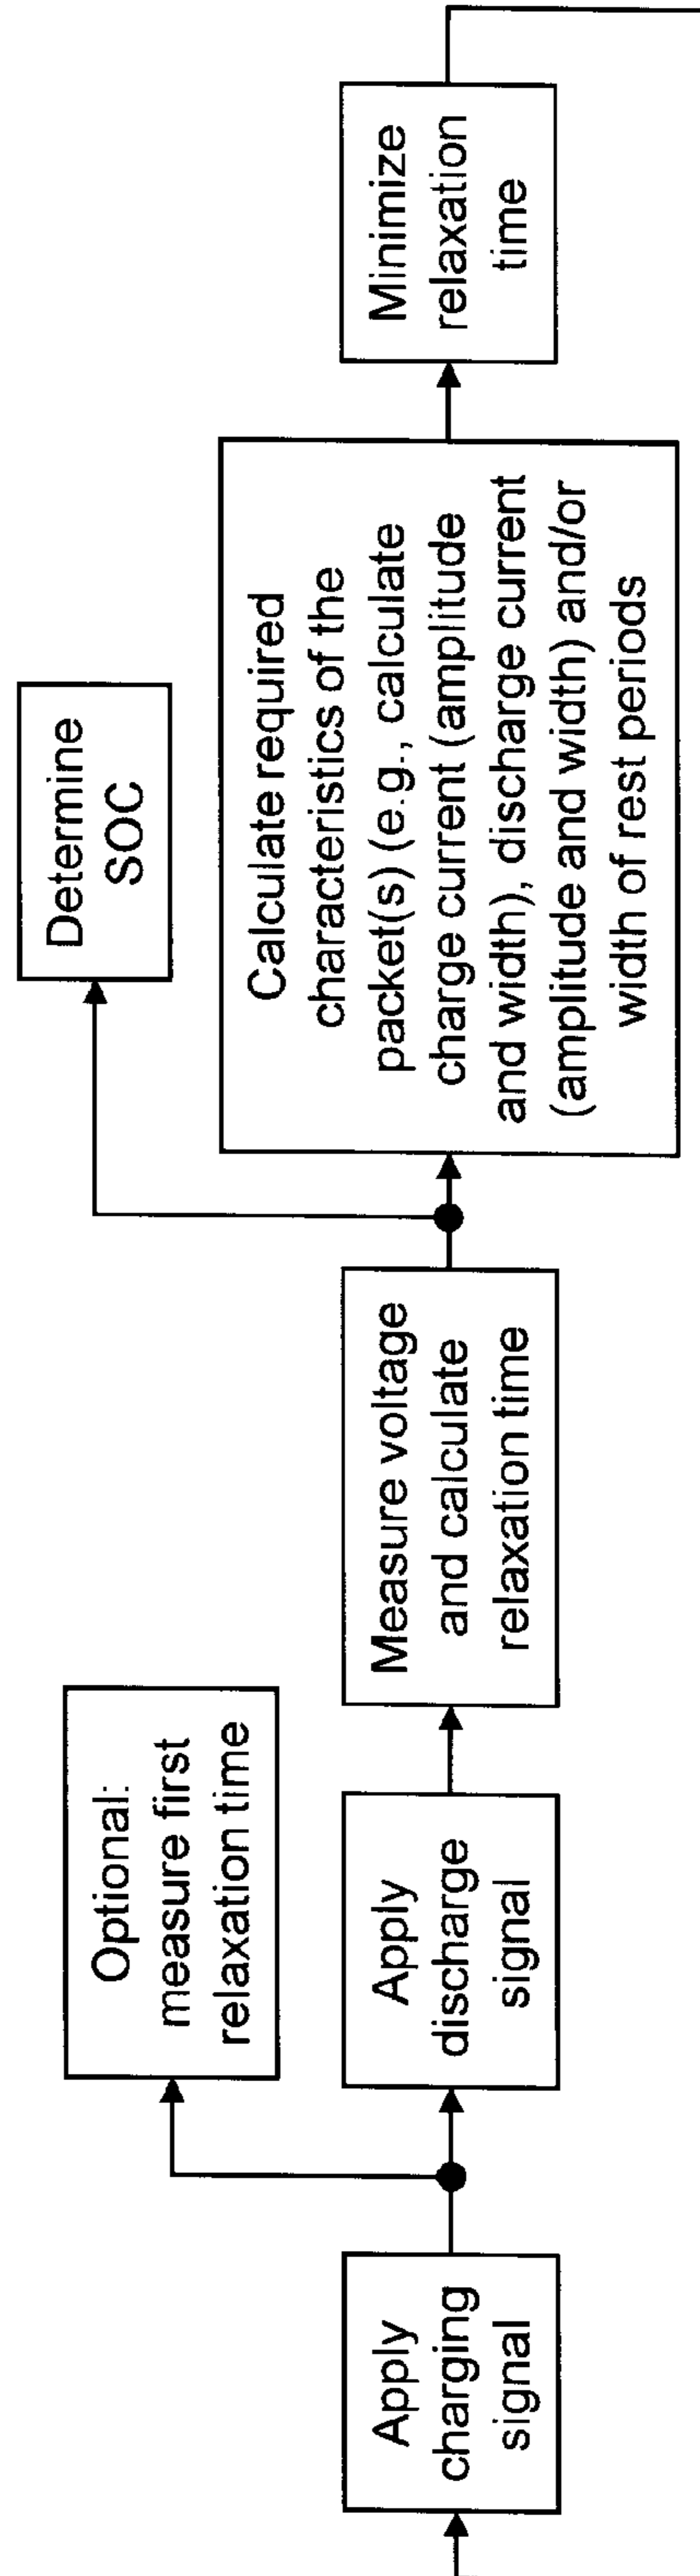 Apply
charging
signal
Optional:
measure first
relaxation time
Apply
discharge
signal
Measure voltage
and calculate
relaxation time
Determine
SOC
Calculate required
characteristics of the
packet(s) (e.g., calculate
charge current (amplitude
and width), discharge current
(amplitude and width) and/or
width of rest periods
Minimize
relaxation
time